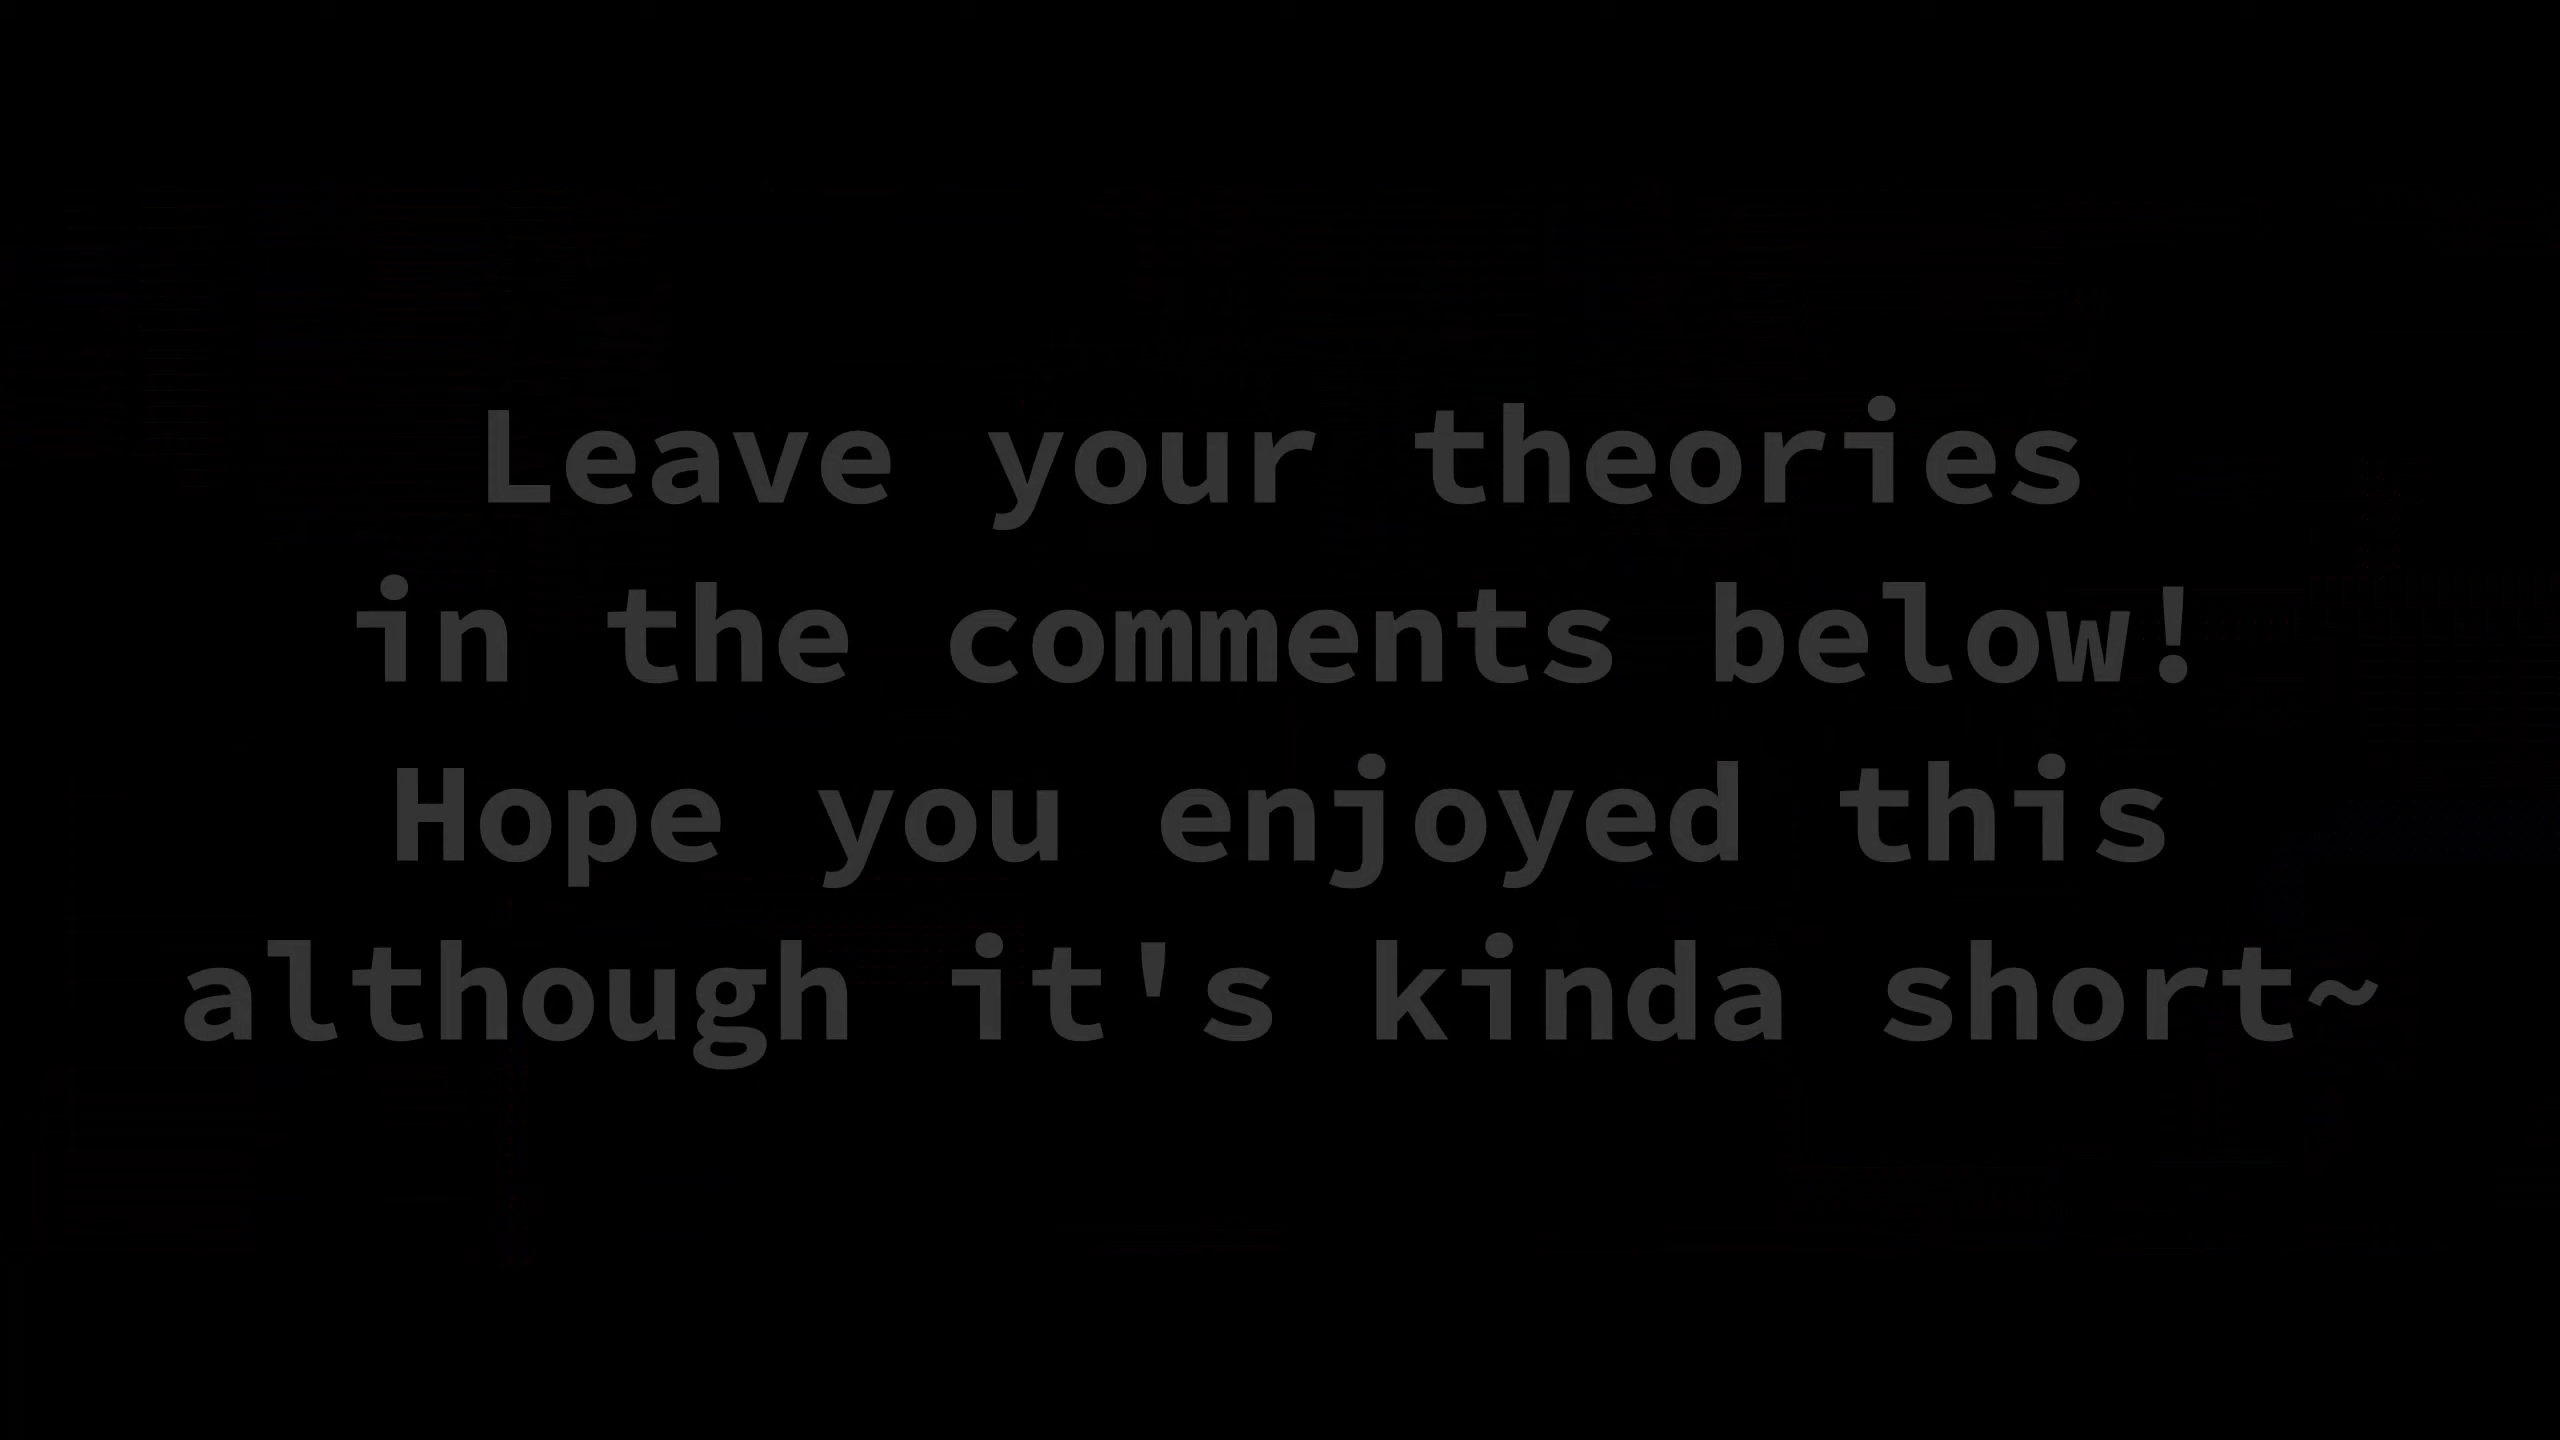 Leave your theories
in the comments below!
Hope you enjoyed this
although it's kinda short~